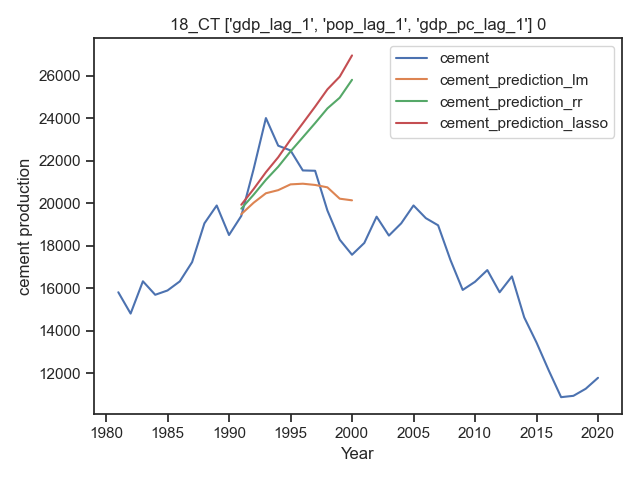 18_CT ['gdp_lag_1', 'pop_lag_1', 'gdp_pc_lag_1'] 0
cement
cement_prediction_lm
cement_prediction_rr
cement_prediction_lasso
cement production
26000
24000
22000
20000
18000
16000
14000
12000
1980 1985 1990 1995 2000 2005 2010 2015 2020
Year